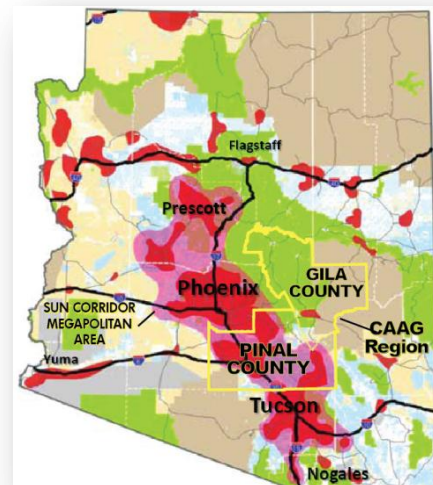 Flagstaff
Prescott
Phoenix
GILA
COUNTY
SUN CORRIDOR
MEGAPOLITAN
AREA
CAAG
Region
Yuma
PINAL
COUNTY
Tucson
Nogales